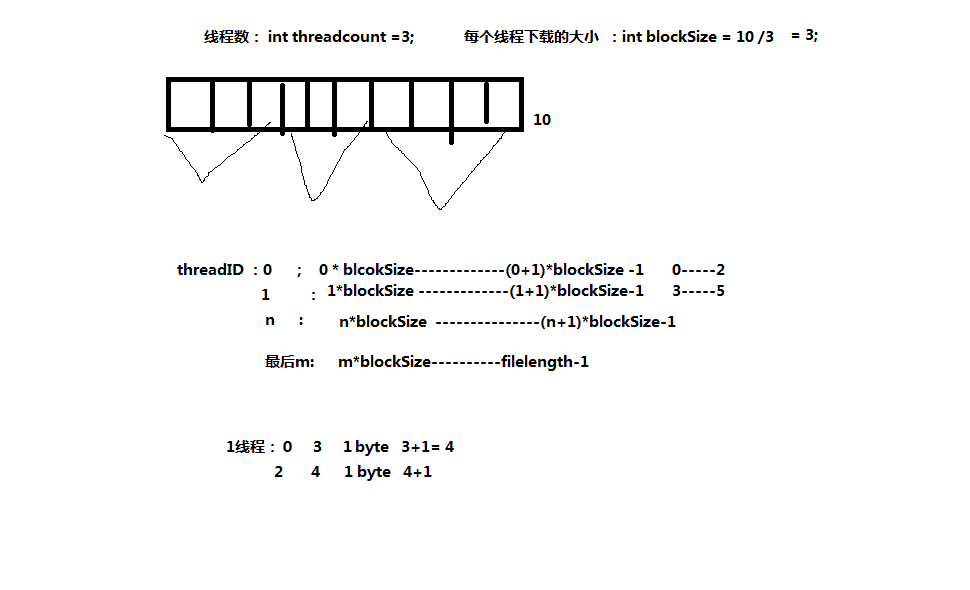 线程数： int threadcount =3; 每个线程下载的大小 ：int blockSize = 10 /3 = 3;
10
threadID ：0 ； 0 * blcokSize-------------(0+1)*blockSize -1 0-----2
1 ： 1*blockSize -------------(1+1)*blockSize-1 3-----5
n ： n*blockSize ---------------(n+1)*blockSize-1
最后m: m*blockSize----------filelength-1
1线程：0 3 1 byte 3+1= 4
2 4 1 byte 4+1